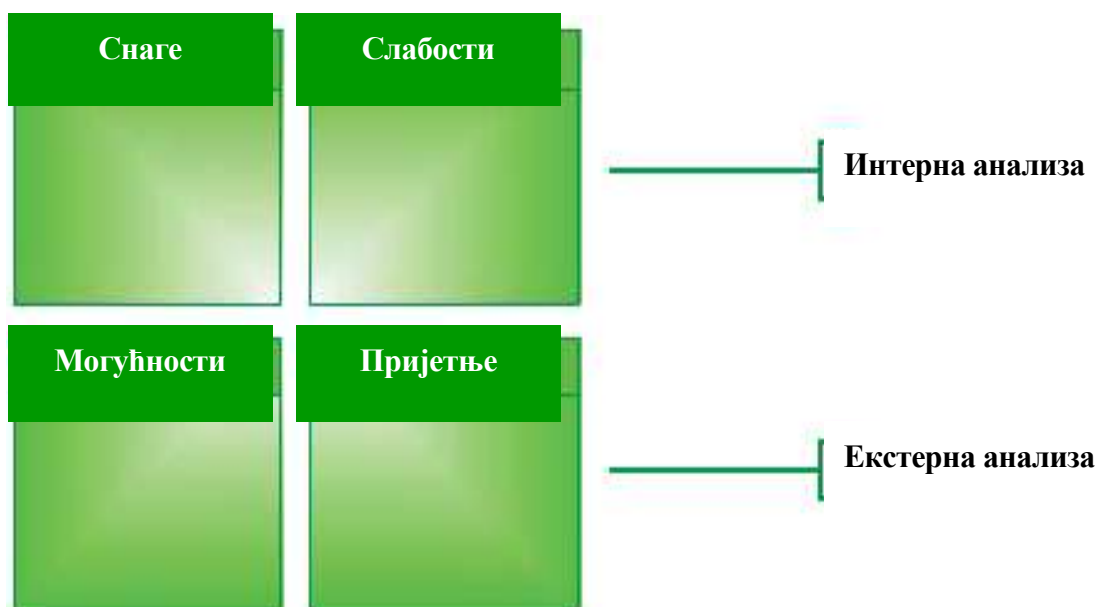 Снаге
Слабости
Интерна анализа
Могућности
Пријетње
Екстерна анализа